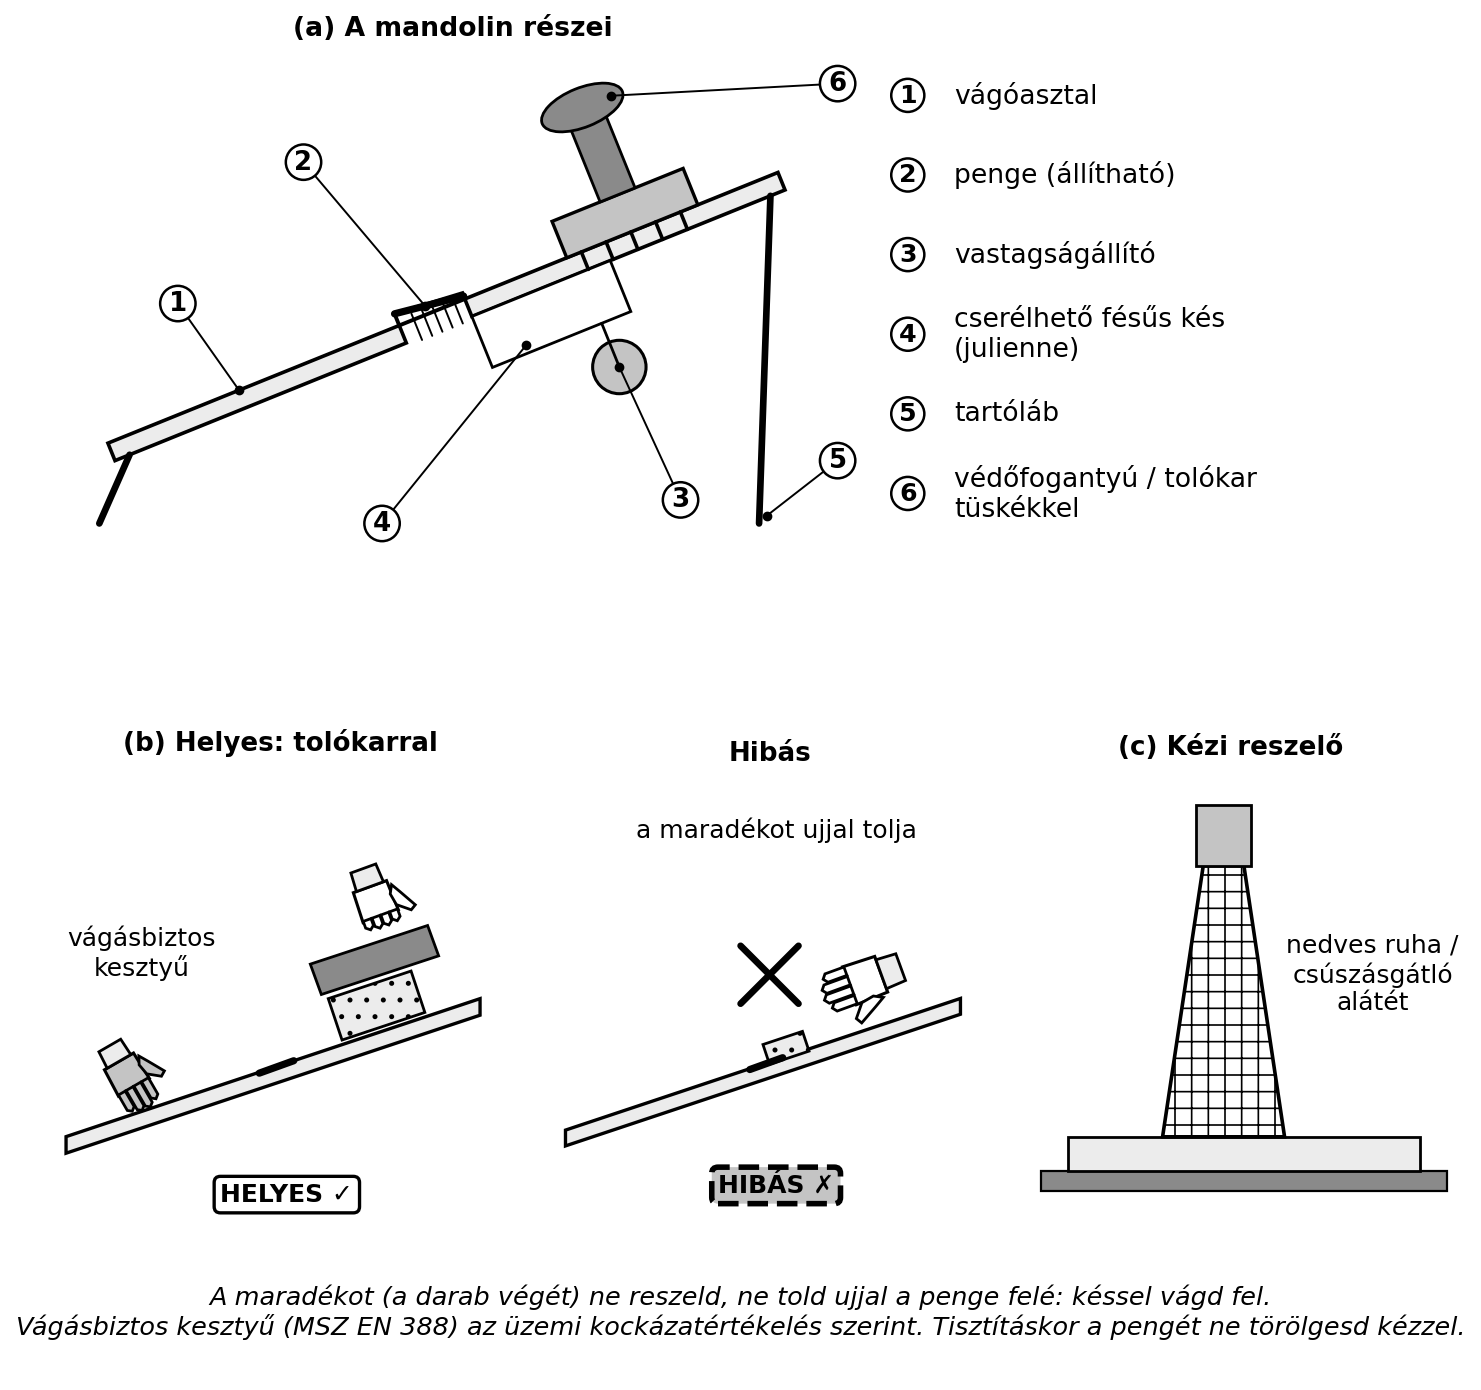 (a) A mandolin részei
6
2
1
5
3
4
1 vágóasztal
2 penge (állítható)
3 vastagságállító
4 cserélhető fésűs kés
(julienne)
5 tartóláb
6 védőfogantyú / tolókar
tüskékkel
(b) Helyes: tolókarral
vágásbiztos
kesztyű
HELYES ✓
Hibás
a maradékot ujjal tolja
HIBÁS ✗
(c) Kézi reszelő
nedves ruha /
csúszásgátló
alátét
A maradékot (a darab végét) ne reszeld, ne told ujjal a penge felé: késsel vágd fel.
Vágásbiztos kesztyű (MSZ EN 388) az üzemi kockázatértékelés szerint. Tisztításkor a pengét ne törölgesd kézzel.